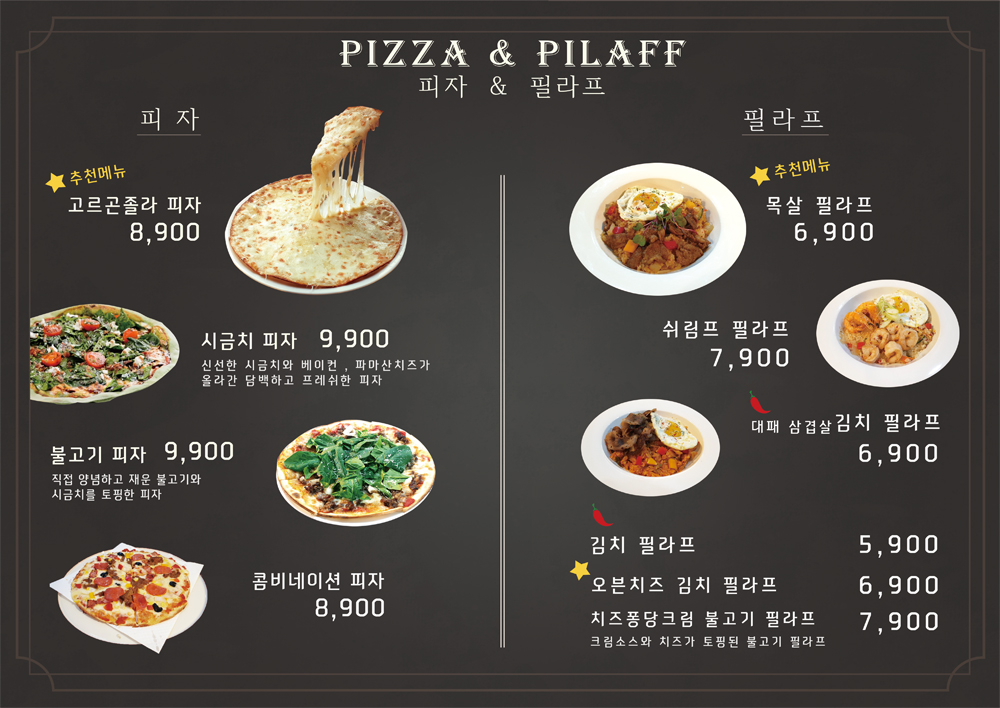 PIZZA & PILAFF
피자 & 필라프
피자
추천메뉴
고르곤졸라 피자
8,900
시금치 피자 9,900
신선한 시금치와 베이컨 , 파마산치즈가
올라간 담백하고 프레쉬한 피자
불고기 피자 9,900
직접 양념하고 재운 불고기와
시금치를 토핑한 피자
콤비네이션 피자
8,900
필라프
추천메뉴
목살 필라프
6,900
쉬림프 필라프
7,900
대패 삼겹살김치 필라프
6,900
김치 필라프 5,900
오븐치즈 김치 필라프 6,900
치즈퐁당크림 불고기 필라프 7,900
크림소스와 치즈가 토핑된 불고기 필라프